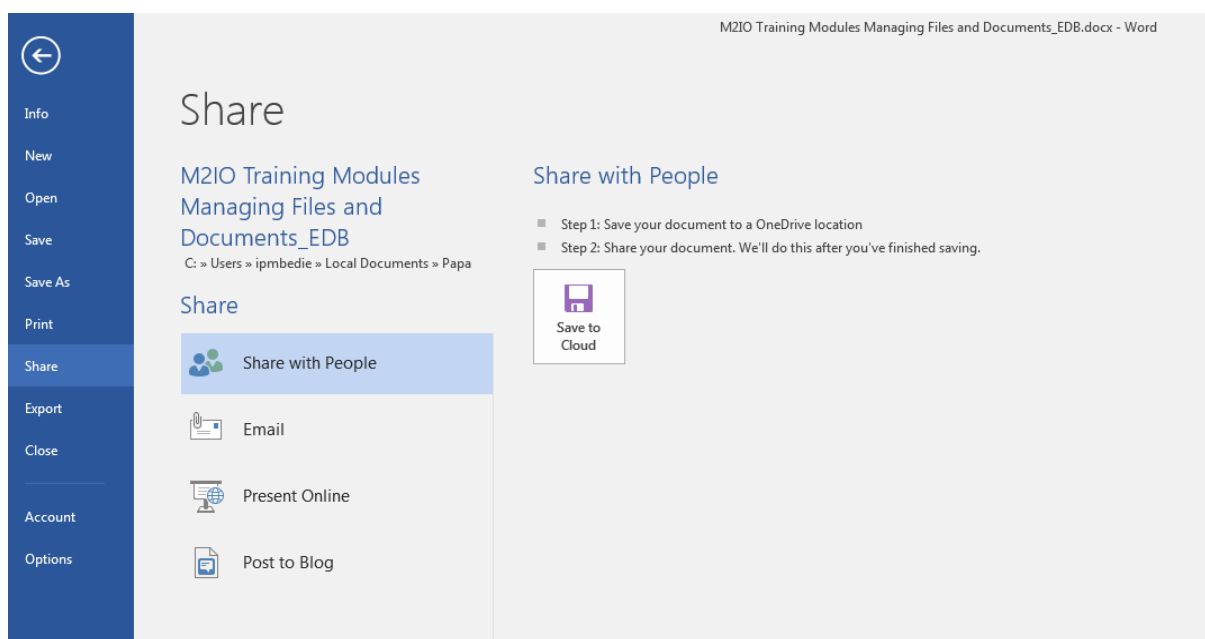 M2IO Training Modules Managing Files and Documents_EDB.docx - Word
Info
New
Open
Save
Save As
Print
Share
Export
Close
Account
Options
Share
M2IO Training Modules
Managing Files and
Documents_EDB
C: » Users » ipmbedie » Local Documents » Papa
Share
Share with People
Email
Present Online
Post to Blog
Share with People
Step 1: Save your document to a OneDrive location
Step 2: Share your document. We'll do this after you've finished saving.
Save to
Cloud